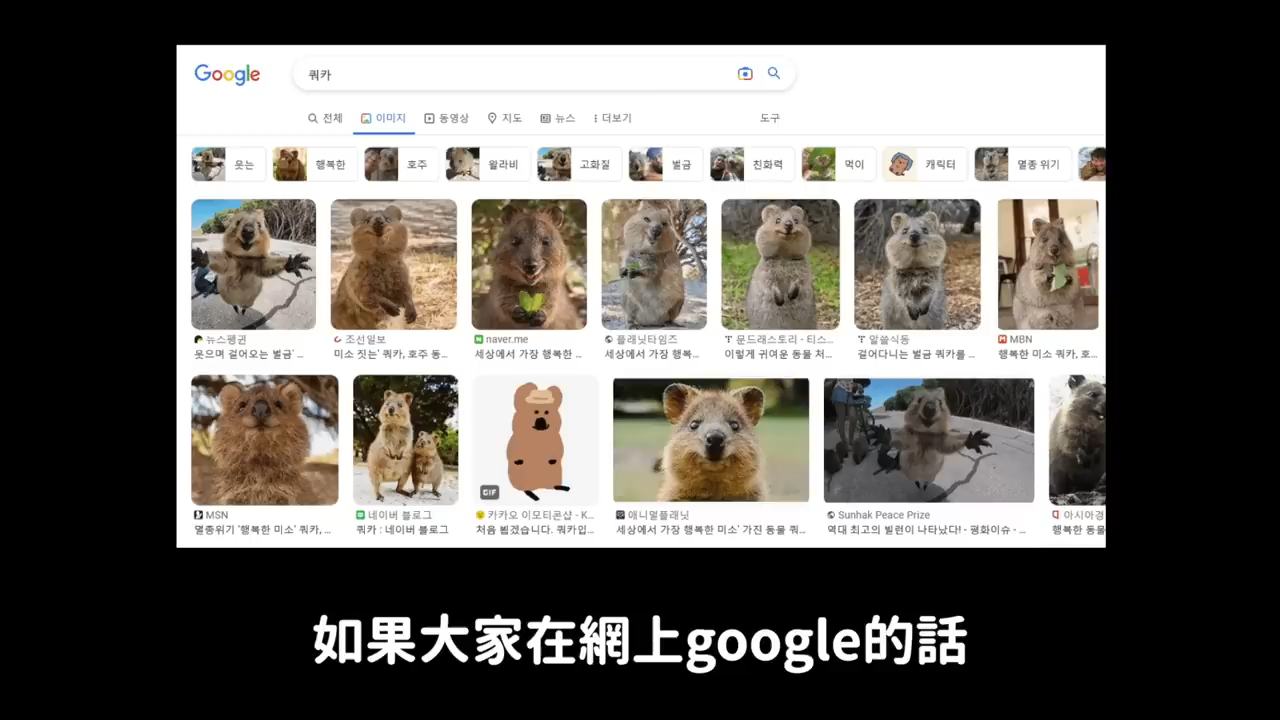 Google
쿼카
전체
이미지
동영상
지도
뉴스
더보기
도구
웃는
행복한
호주
왈라비
고화질
벌금
친화력
먹이
캐릭터
멸종 위기
뉴스펭귄
웃으며 걸어오는 벌금' ...
조선일보
미소 짓는' 쿼카, 호주 동...
naver.me
세상에서 가장 행복한 ...
플래닛타임즈
세상에서 가장 행복...
문드래스토리 - 티스...
이렇게 귀여운 동물 처...
알쓸식동
걸어다니는 벌금 쿼카를 ...
MBN
행복한 미소 쿼카, 호...
MSN
멸종위기 '행복한 미소' 쿼카, ...
네이버 블로그
쿼카 : 네이버 블로그
GIF
카카오 이모티콘샵 - K...
처음 뵙겠습니다. 쿼카입...
애니멀플래닛
세상에서 가장 행복한 미소' 가진 동물 쿼...
Sunhak Peace Prize
역대 최고의 빌런이 나타났다! - 평화이슈 - ...
아시아경
행복한 동물
如果大家在網上google的話